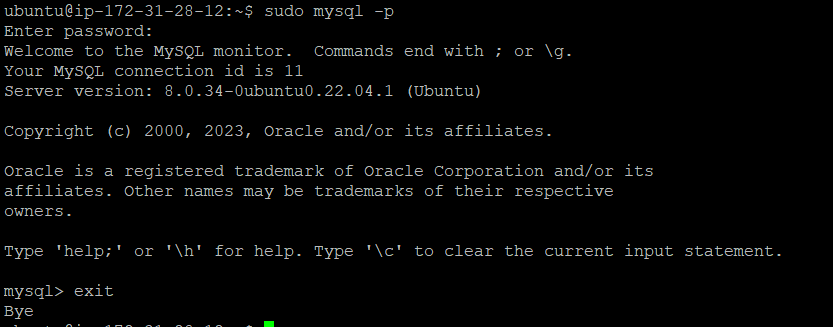 ubuntu@ip-172-31-28-12:~$ sudo mysql -p
Enter password:
Welcome to the MySQL monitor.  Commands end with ; or \g.
Your MySQL connection id is 11
Server version: 8.0.34-0ubuntu0.22.04.1 (Ubuntu)

Copyright (c) 2000, 2023, Oracle and/or its affiliates.

Oracle is a registered trademark of Oracle Corporation and/or its
affiliates. Other names may be trademarks of their respective
owners.

Type 'help;' or '\h' for help. Type '\c' to clear the current input statement.

mysql> exit
Bye